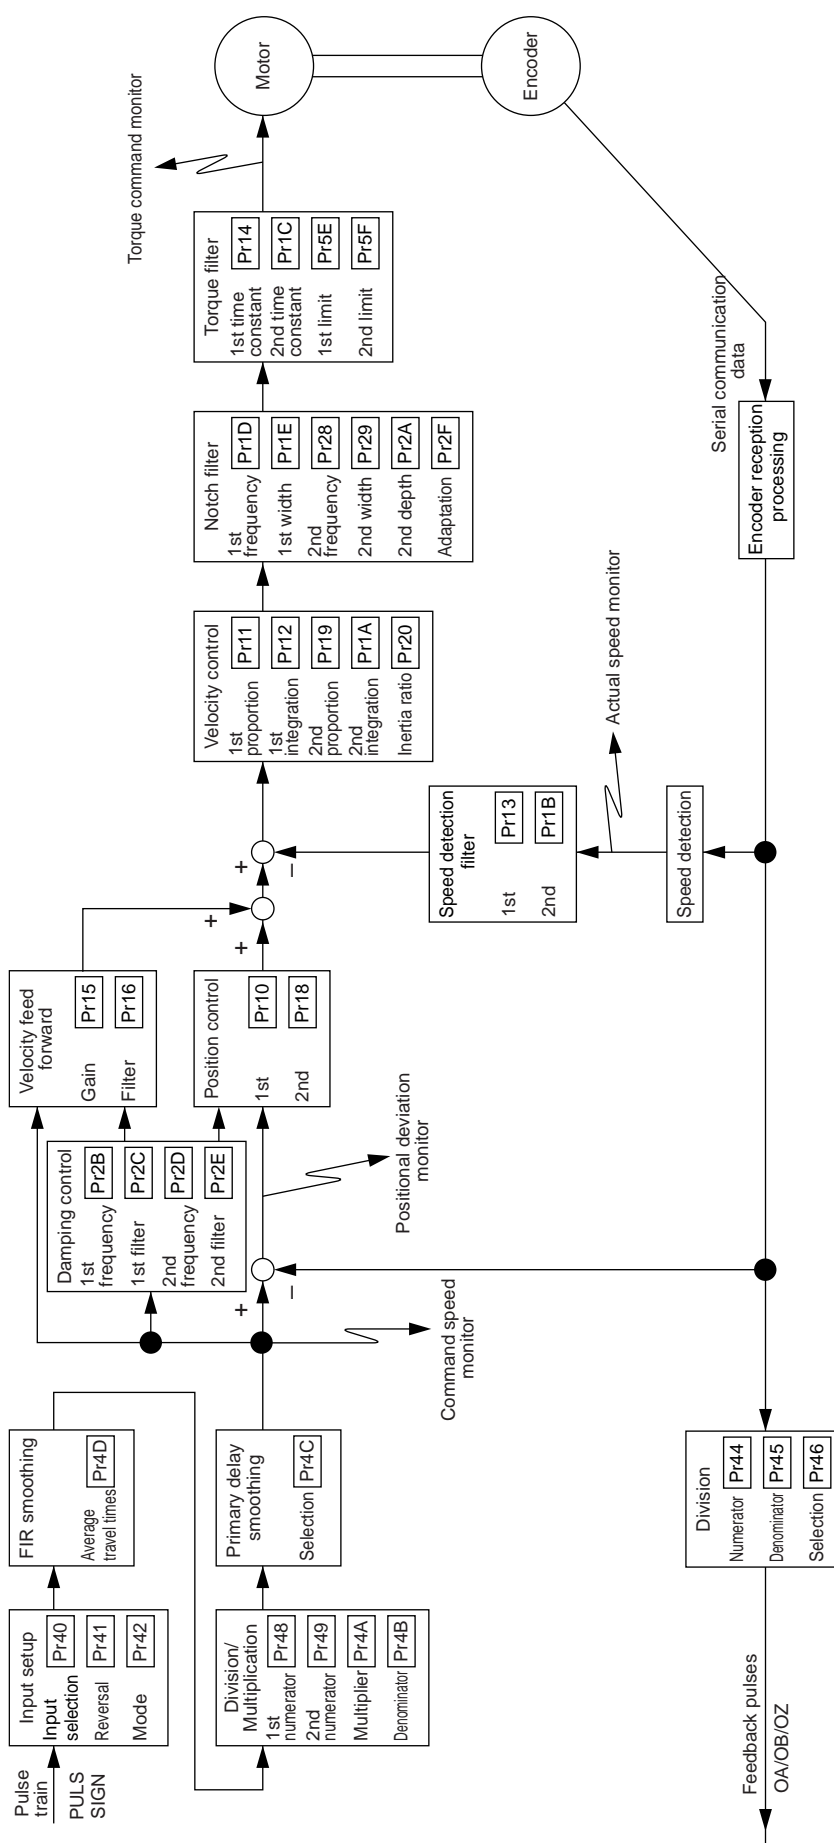 Pulse
train
PULS
SIGN
Input setup
Input
selection
Pr40
Reversal
Pr41
Mode
Pr42
FIR smoothing
Average
travel times
Pr4D
Division/
Multiplication
1st
numerator
Pr48
2nd
numerator
Pr49
Multiplier
Pr4A
Denominator
Pr4B
Primary delay
smoothing
Selection
Pr4C
+
−
Command speed
monitor
Damping control
1st
frequency
Pr2B
1st filter
Pr2C
2nd
frequency
Pr2D
2nd filter
Pr2E
Positional deviation
monitor
Velocity feed
forward
Gain
Pr15
Filter
Pr16
Position control
1st
Pr10
2nd
Pr18
+
+
+
−
Velocity control
1st
proportion
Pr11
1st
integration
Pr12
2nd
proportion
Pr19
2nd
integration
Pr1A
Inertia ratio
Pr20
Notch filter
1st
frequency
Pr1D
1st width
Pr1E
2nd
frequency
Pr28
2nd width
Pr29
2nd depth
Pr2A
Adaptation
Pr2F
Torque filter
1st time
constant
Pr14
2nd time
constant
Pr1C
1st limit
Pr5E
2nd limit
Pr5F
Torque command monitor
Motor
Encoder
Serial communication
data
Encoder reception
processing
Speed detection
Actual speed monitor
Speed detection
filter
1st
Pr13
2nd
Pr1B
Division
Numerator
Pr44
Denominator
Pr45
Selection
Pr46
Feedback pulses
OA/OB/OZ